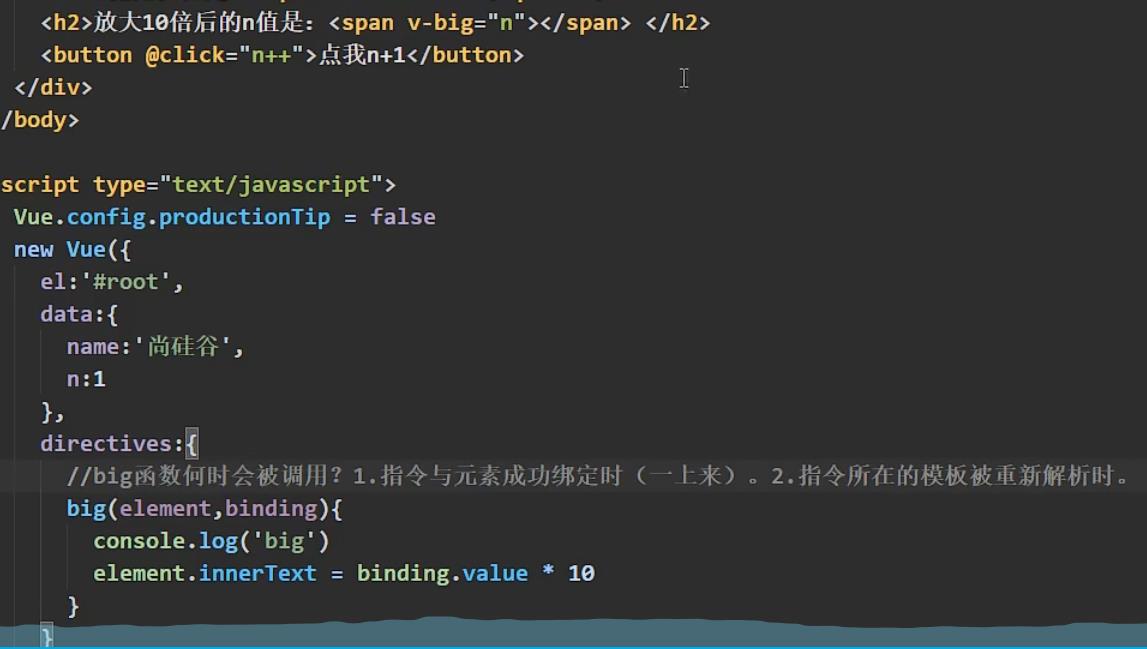 <h2>放大10倍后的n值是：<span v-big="n"></span> </h2>
<button @click="n++">点我n+1</button>
</div>
/body>
script type="text/javascript">
Vue.config.productionTip = false
new Vue({
el:'#root',
data:{
name:'尚硅谷',
n:1
},
directives:{
//big函数何时会被调用？1.指令与元素成功绑定时（一上来）。2.指令所在的模板被重新解析时。
big(element,binding){
console.log('big')
element.innerText = binding.value * 10
}
}